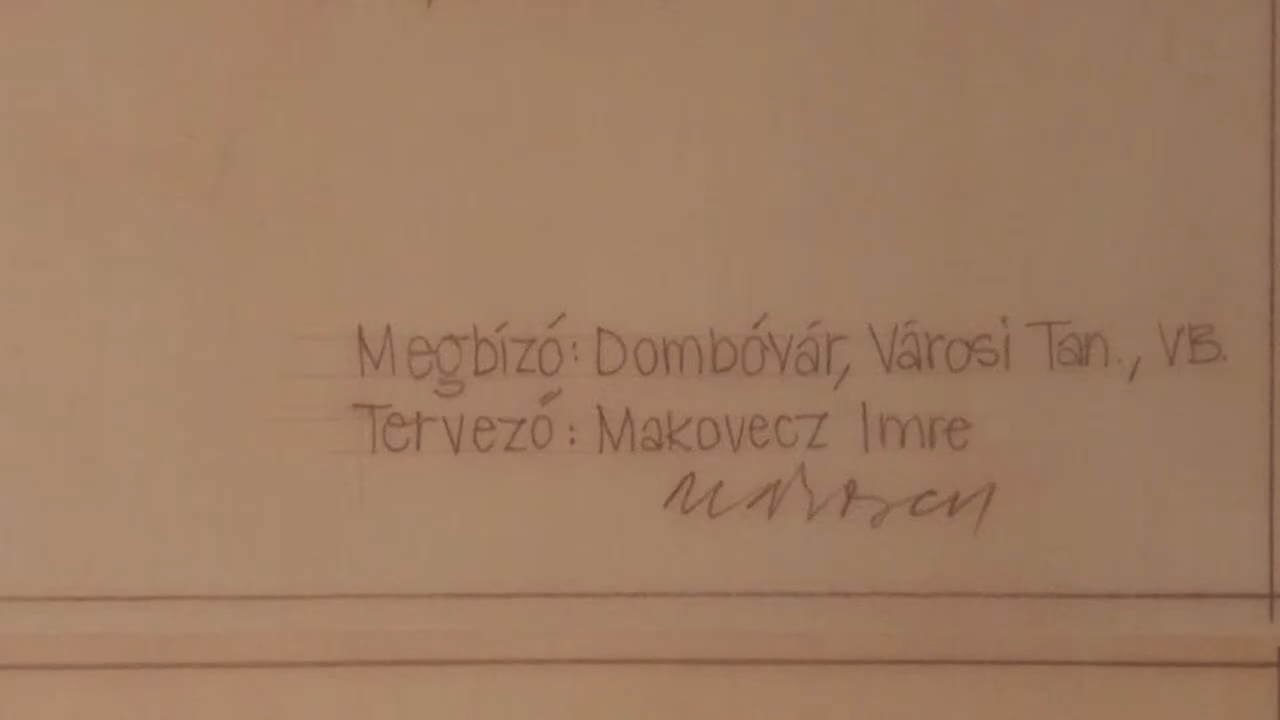 Megbízó: Dombóvár, Városi Tan., VB.
Tervező: Makovecz Imre